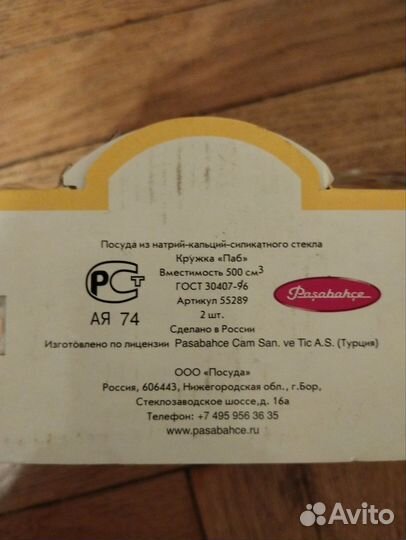 Посуда из натрий-кальций-силикатного стекла
Кружка «Паб»
Вместимость 500 см3
ГОСТ 30407-96
Артикул 55289
2 шт.
Сделано в России
Изготовлено по лицензии Pasabahce Cam San. ve Tic A.S. (Турция)
РСТ
АЯ 74
Paşabahçe
ООО «Посуда»
Россия, 606443, Нижегородская обл., г.Бор,
Стеклозаводское шоссе,д. 16а
Телефон: +7 495 956 36 35
www.pasabahce.ru
Avito